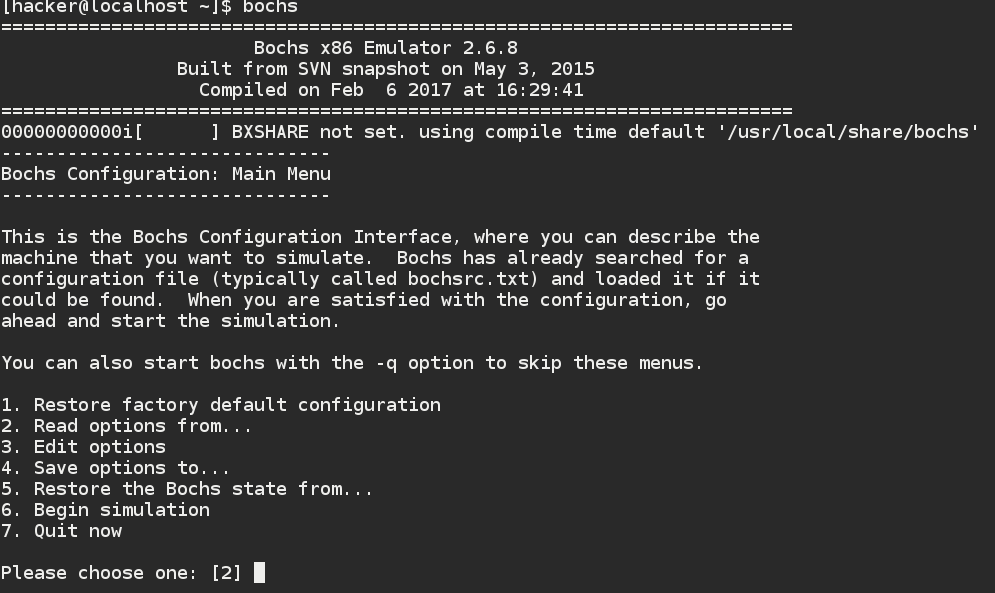 [hacker@localhost ~]$ bochs
========================================================================
                       Bochs x86 Emulator 2.6.8
                Built from SVN snapshot on May 3, 2015
                  Compiled on Feb  6 2017 at 16:29:41
========================================================================
00000000000i[      ] BXSHARE not set. using compile time default '/usr/local/share/bochs'
------------------------------
Bochs Configuration: Main Menu
------------------------------

This is the Bochs Configuration Interface, where you can describe the
machine that you want to simulate.  Bochs has already searched for a
configuration file (typically called bochsrc.txt) and loaded it if it
could be found.  When you are satisfied with the configuration, go
ahead and start the simulation.

You can also start bochs with the -q option to skip these menus.

1. Restore factory default configuration
2. Read options from...
3. Edit options
4. Save options to...
5. Restore the Bochs state from...
6. Begin simulation
7. Quit now

Please choose one: [2]